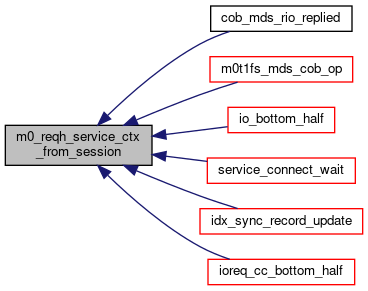 cob_mds_rio_replied
m0t1fs_mds_cob_op
io_bottom_half
m0_reqh_service_ctx
_from_session
service_connect_wait
idx_sync_record_update
ioreq_cc_bottom_half